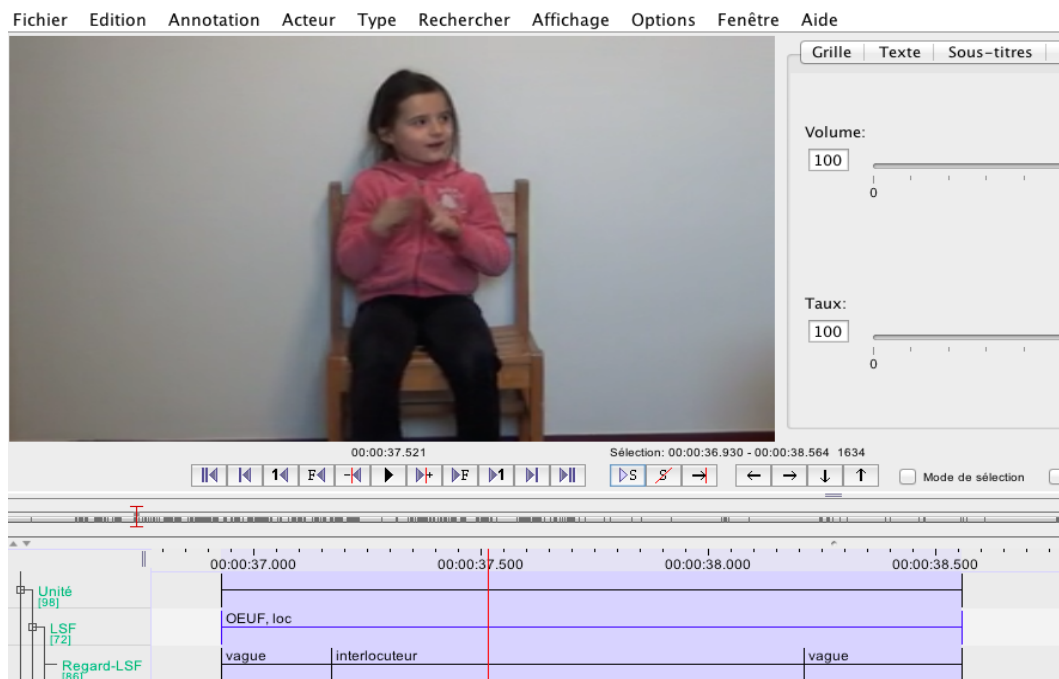 Fichier Edition Annotation Acteur Type Rechercher Affichage Options Fenêtre Aide
Grille Texte Sous-titres
Volume:
100
0
Taux:
100
0
00:00:37.521 Sélection: 00:00:36.930 - 00:00:38.564 1634
1 F - + F 1 S S Mode de sélection
00:00:37.000 00:00:37.500 00:00:38.000 00:00:38.500
Unité
[98]
OEUF, loc
LSF
[72]
vague interlocuteur vague
Regard-LSF
[86]